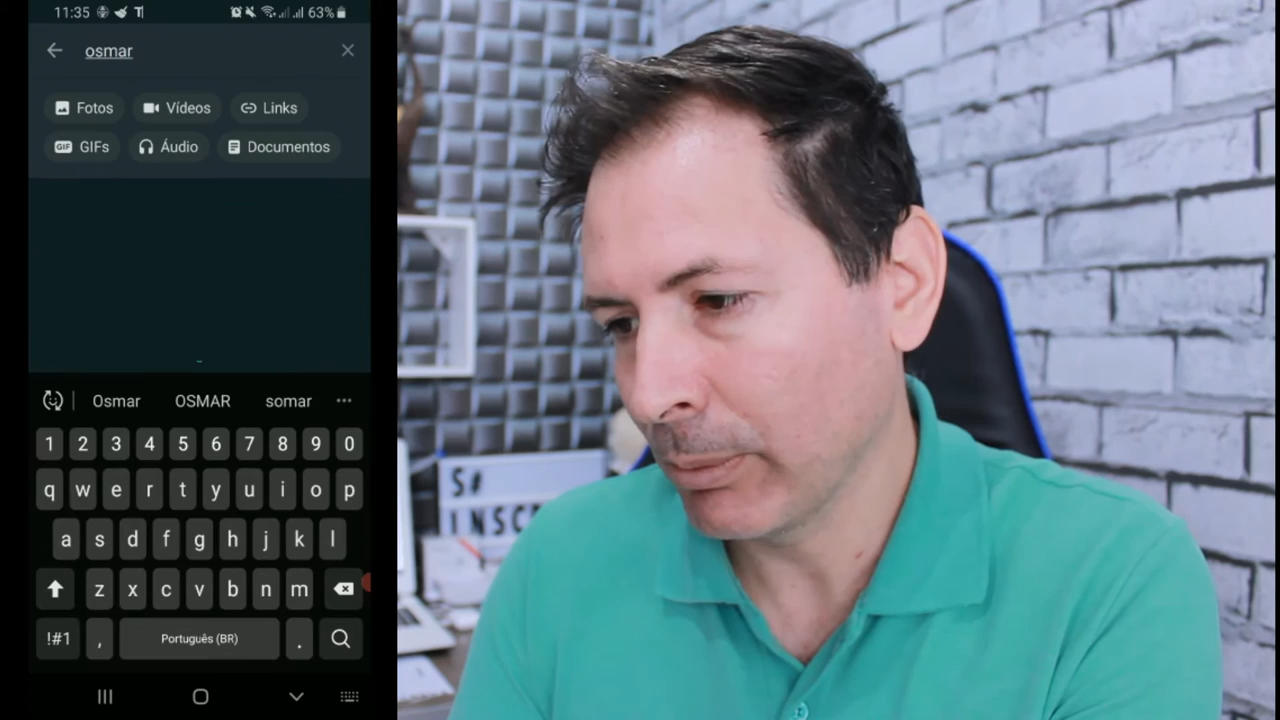 11:35 63%
osmar
Fotos Vídeos Links
GIF GIFs Áudio Documentos
Osmar OSMAR somar
1 2 3 4 5 6 7 8 9 0
q w e r t y u i o p
a s d f g h j k l
z x c v b n m
!#1 , Português (BR) .
S#
INSC